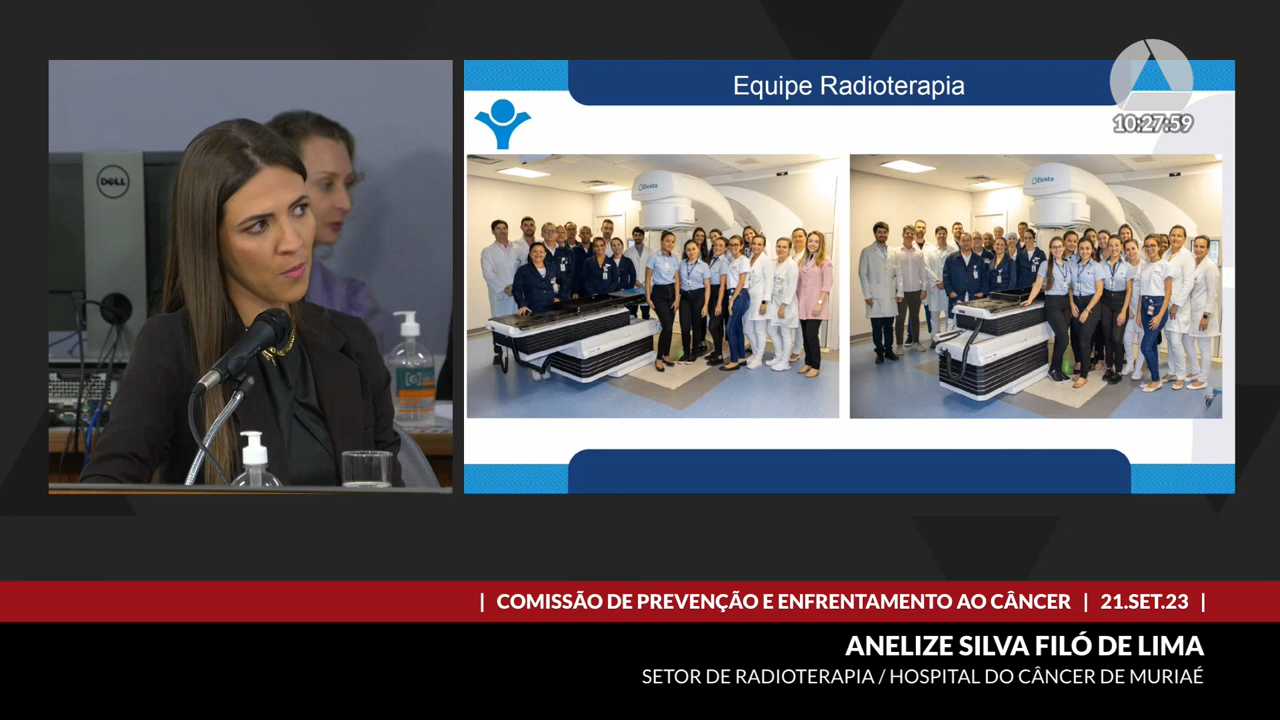 Equipe Radioterapia
10:27:59
DELL
Elekta
Elekta
| COMISSÃO DE PREVENÇÃO E ENFRENTAMENTO AO CÂNCER | 21.SET.23 |
ANELIZE SILVA FILÓ DE LIMA
SETOR DE RADIOTERAPIA / HOSPITAL DO CÂNCER DE MURIAÉ